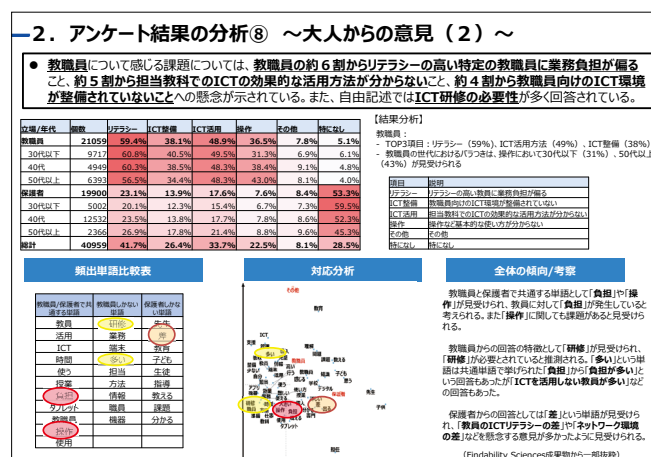 ２．アンケート結果の分析⑧　～大人からの意見（２）～
● 教職員について感じる課題については、教職員の約６割からリテラシーの高い特定の教職員に業務負担が偏る
こと、約５割から担当教科でのICTの効果的な活用方法が分からないこと、約４割から教職員向けのICT環境
が整備されていないことへの懸念が示されている。また、自由記述ではICT研修の必要性が多く回答されている。
立場/年代 個数 リテラシー ICT整備 ICT活用 操作 その他 特になし
教職員 21059 59.4% 38.1% 48.9% 36.5% 7.8% 5.1%
30代以下 9717 60.8% 40.5% 49.5% 31.3% 6.9% 6.1%
40代 4949 60.3% 38.5% 48.3% 38.4% 9.1% 4.8%
50代以上 6393 56.5% 34.4% 48.3% 43.0% 8.1% 4.0%
保護者 19900 23.1% 13.9% 17.6% 7.6% 8.4% 53.3%
30代以下 5002 20.1% 12.3% 15.4% 6.7% 7.3% 59.5%
40代 12532 23.5% 13.8% 17.7% 7.8% 8.6% 52.3%
50代以上 2366 26.9% 17.8% 21.4% 8.8% 9.6% 45.3%
総計 40959 41.7% 26.4% 33.7% 22.5% 8.1% 28.5%
【結果分析】
教職員：
- TOP3項目：リテラシー（59%）、ICT活用方法（49%）、ICT整備（38%）
- 教職員の世代におけるバラつきは、操作において30代以下（31%）、50代以上
（43%）が見受けられる
項目 説明
リテラシー リテラシーの高い教員に業務負担が偏る
ICT整備 教職員向けのICT環境が整備されていない
ICT活用 担当教科でのICTの効果的な活用方法が分からない
操作 操作など基本的な使い方が分からない
その他 その他
特になし 特になし
頻出単語比較表
教職員/保護者で共通する単語 教職員しかない単語 保護者しかない単語
教員 研修 先生
活用 業務 差
ICT 端末 教育
時間 多い 子ども
使う 担当 生徒
授業 方法 指導
負担 情報 教える
タブレット 職員 課題
教職員 機器 分かる
操作
使用
対応分析
その他
教育
ICT
多い
教職員
学校
子ども
デジタル
先生
子供
保護者
研修
操作 負担
差
タブレット
全体の傾向/考察
教職員と保護者で共通する単語として「負担」や「操
作」が見受けられ、教員に対して「負担」が発生していると
考えられる。また「操作」に関しても課題があると見受けら
れる。
教職員からの回答の特徴として「研修」が見受けられ、
「研修」が必要とされていると推測される。「多い」という単
語は共通単語で挙げられた「負担」から「負担が多い」と
いう回答もあったが「ICTを活用しない教員が多い」など
の回答もあった。
保護者からの回答としては「差」という単語が見受けら
れ、「教員のICTリテラシーの差」や「ネットワーク環境
の差」などを懸念する意見が多かったように見受けられる。
（Findability Sciences成果物から一部抜粋）